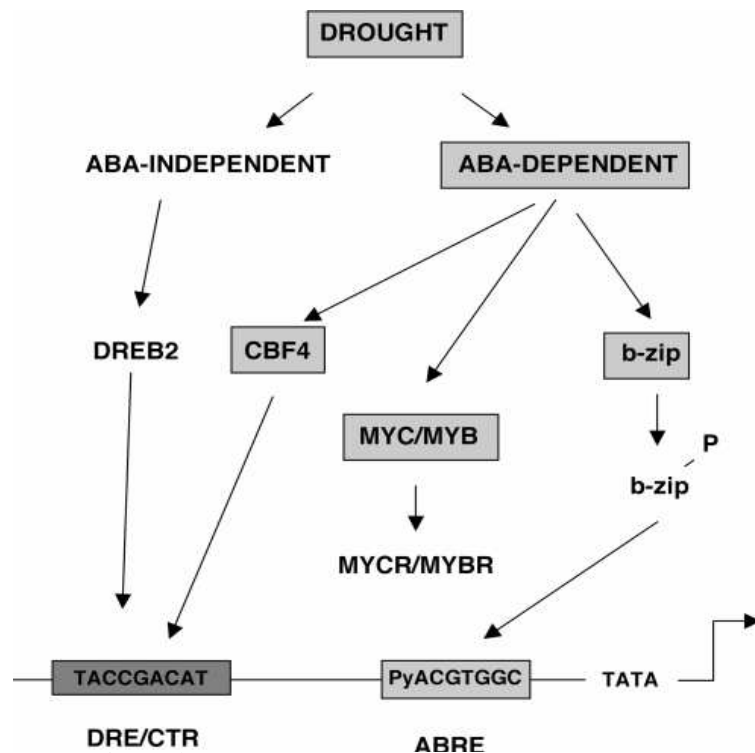 DROUGHT
ABA-INDEPENDENT
ABA-DEPENDENT
DREB2
CBF4
b-zip
MYC/MYB
P
b-zip
MYCR/MYBR
TACCGACAT
PyACGTGGC
TATA
DRE/CTR
ABRE